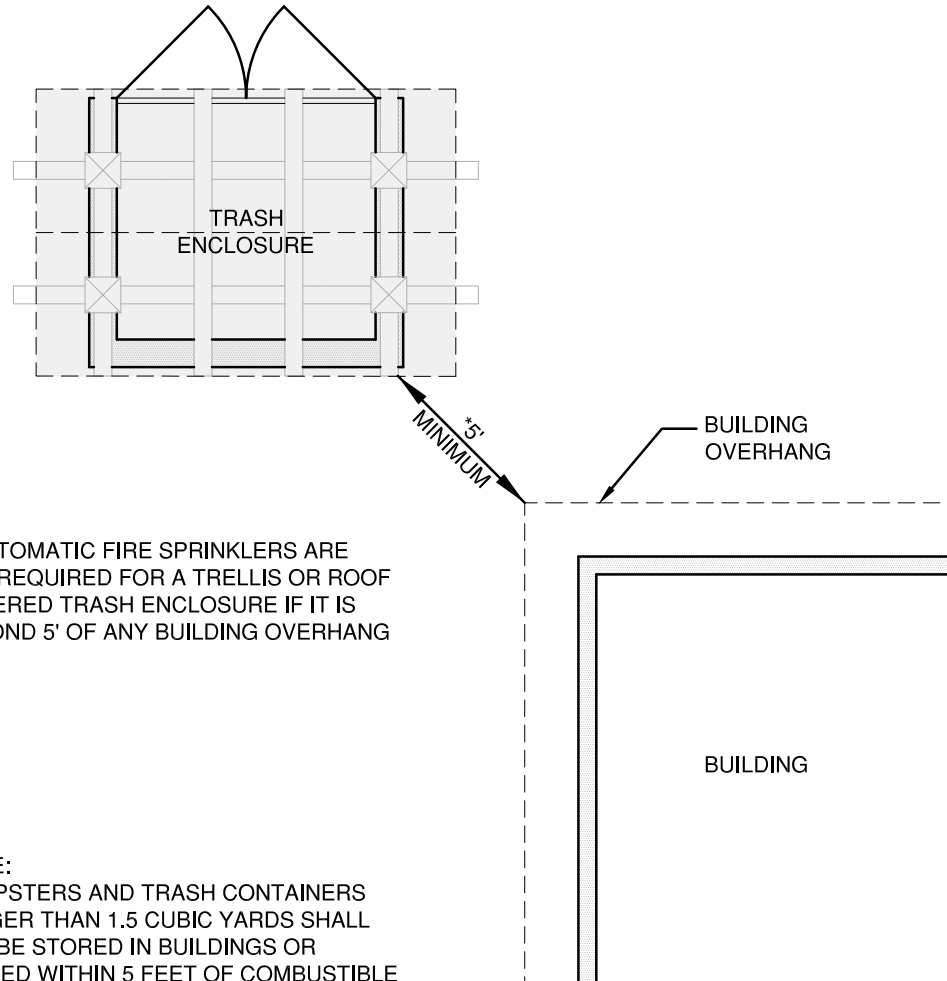 TRASH
ENCLOSURE
*5'
MINIMUM
BUILDING
OVERHANG
TOMATIC FIRE SPRINKLERS ARE
REQUIRED FOR A TRELLIS OR ROOF
ERED TRASH ENCLOSURE IF IT IS
OND 5' OF ANY BUILDING OVERHANG
BUILDING
E:
PSTERS AND TRASH CONTAINERS
GER THAN 1.5 CUBIC YARDS SHALL
BE STORED IN BUILDINGS OR
ED WITHIN 5 FEET OF COMBUSTIBLE